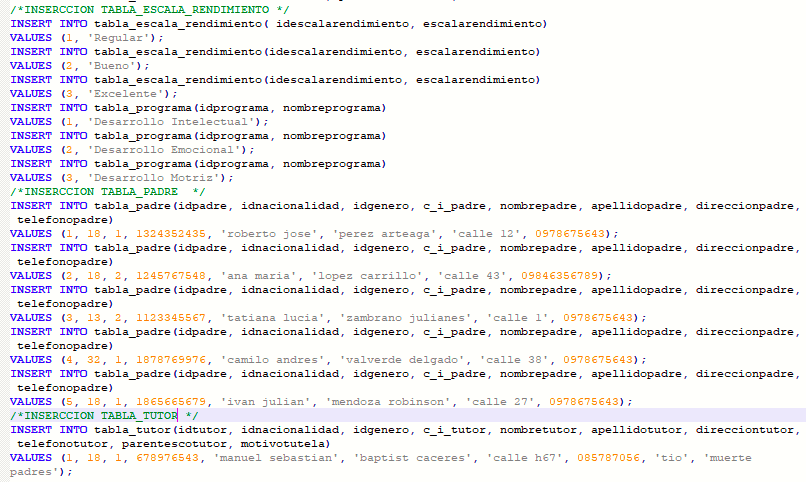 /*INSERCCION TABLA_ESCALA_RENDIMIENTO */
INSERT INTO tabla_escala_rendimiento( idescalarendimiento, escalarendimiento)
VALUES (1, 'Regular');
INSERT INTO tabla_escala_rendimiento(idescalarendimiento, escalarendimiento)
VALUES (2, 'Bueno');
INSERT INTO tabla_escala_rendimiento(idescalarendimiento, escalarendimiento)
VALUES (3, 'Excelente');
INSERT INTO tabla_programa(idprograma, nombreprograma)
VALUES (1, 'Desarrollo Intelectual');
INSERT INTO tabla_programa(idprograma, nombreprograma)
VALUES (2, 'Desarrollo Emocional');
INSERT INTO tabla_programa(idprograma, nombreprograma)
VALUES (3, 'Desarrollo Motriz');
/*INSERCCION TABLA_PADRE  */
INSERT INTO tabla_padre(idpadre, idnacionalidad, idgenero, c_i_padre, nombrepadre, apellidopadre, direccionpadre,
telefonopadre)
VALUES (1, 18, 1, 1324352435, 'roberto jose', 'perez arteaga', 'calle 12', 0978675643);
INSERT INTO tabla_padre(idpadre, idnacionalidad, idgenero, c_i_padre, nombrepadre, apellidopadre, direccionpadre,
telefonopadre)
VALUES (2, 18, 2, 1245767548, 'ana maria', 'lopez carrillo', 'calle 43', 09846356789);
INSERT INTO tabla_padre(idpadre, idnacionalidad, idgenero, c_i_padre, nombrepadre, apellidopadre, direccionpadre,
telefonopadre)
VALUES (3, 13, 2, 1123345567, 'tatiana lucia', 'zambrano julianes', 'calle 1', 0978675643);
INSERT INTO tabla_padre(idpadre, idnacionalidad, idgenero, c_i_padre, nombrepadre, apellidopadre, direccionpadre,
telefonopadre)
VALUES (4, 32, 1, 1878769976, 'camilo andres', 'valverde delgado', 'calle 38', 0978675643);
INSERT INTO tabla_padre(idpadre, idnacionalidad, idgenero, c_i_padre, nombrepadre, apellidopadre, direccionpadre,
telefonopadre)
VALUES (5, 18, 1, 1865665679, 'ivan julian', 'mendoza robinson', 'calle 27', 0978675643);
/*INSERCCION TABLA_TUTOR */
INSERT INTO tabla_tutor(idtutor, idnacionalidad, idgenero, c_i_tutor, nombretutor, apellidotutor, direcciontutor,
telefonotutor, parentescotutor, motivotutela)
VALUES (1, 18, 1, 678976543, 'manuel sebastian', 'baptist caceres', 'calle h67', 085787056, 'tio', 'muerte
padres');